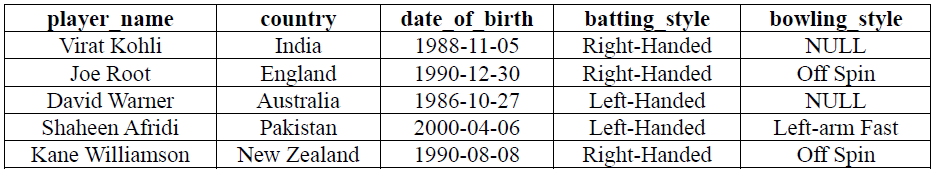 player_name country date_of_birth batting_style bowling_style
Virat Kohli India 1988-11-05 Right-Handed NULL
Joe Root England 1990-12-30 Right-Handed Off Spin
David Warner Australia 1986-10-27 Left-Handed NULL
Shaheen Afridi Pakistan 2000-04-06 Left-Handed Left-arm Fast
Kane Williamson New Zealand 1990-08-08 Right-Handed Off Spin